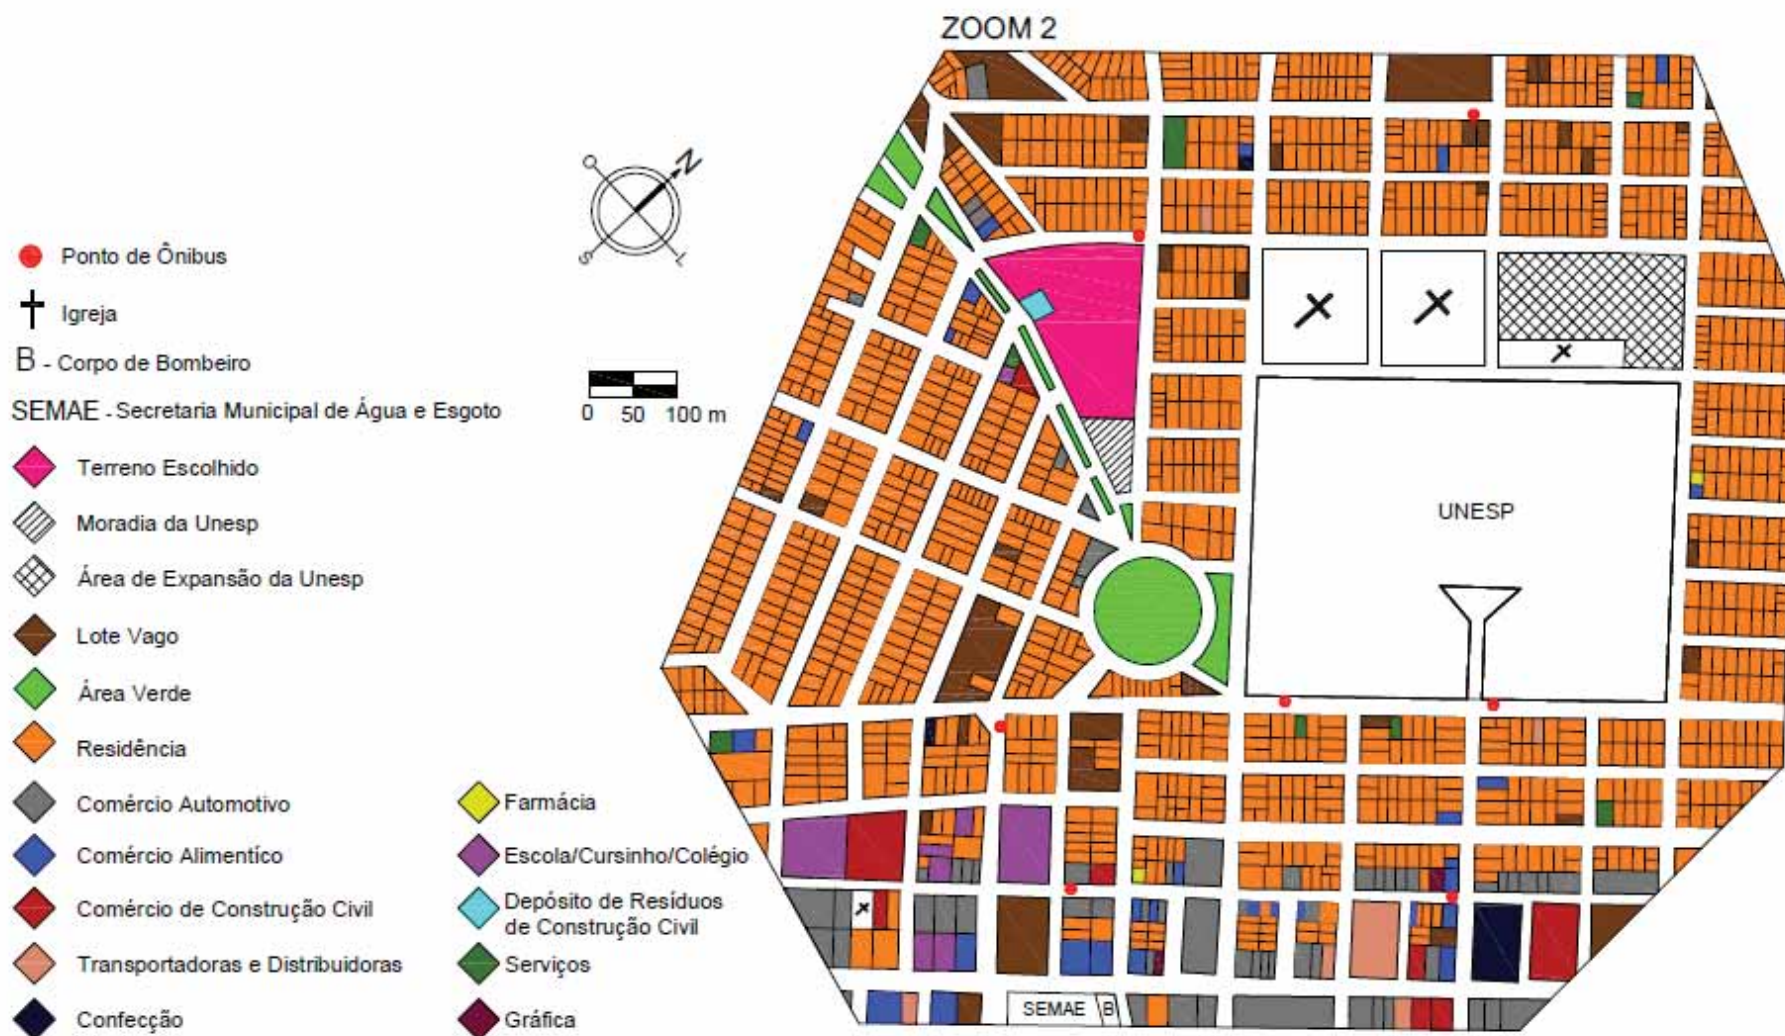 ZOOM 2
O
N
S
L
Ponto de Ônibus
Igreja
B - Corpo de Bombeiro
SEMAE - Secretaria Municipal de Água e Esgoto
0 50 100 m
Terreno Escolhido
Moradia da Unesp
Área de Expansão da Unesp
Lote Vago
Área Verde
Residência
Comércio Automotivo
Comércio Alimentíco
Comércio de Construção Civil
Transportadoras e Distribuidoras
Confecção
Farmácia
Escola/Cursinho/Colégio
Depósito de Resíduos
de Construção Civil
Serviços
Gráfica
UNESP
SEMAE
B